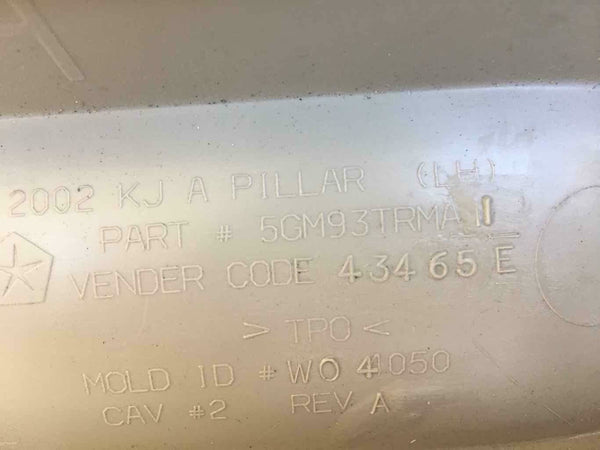 2002 KJ A PILLAR (LH)
PART # 5GM93TRMA
VENDER CODE 43465 E
>TPO<
MOLD ID #WO 41050
CAV #2 REV A